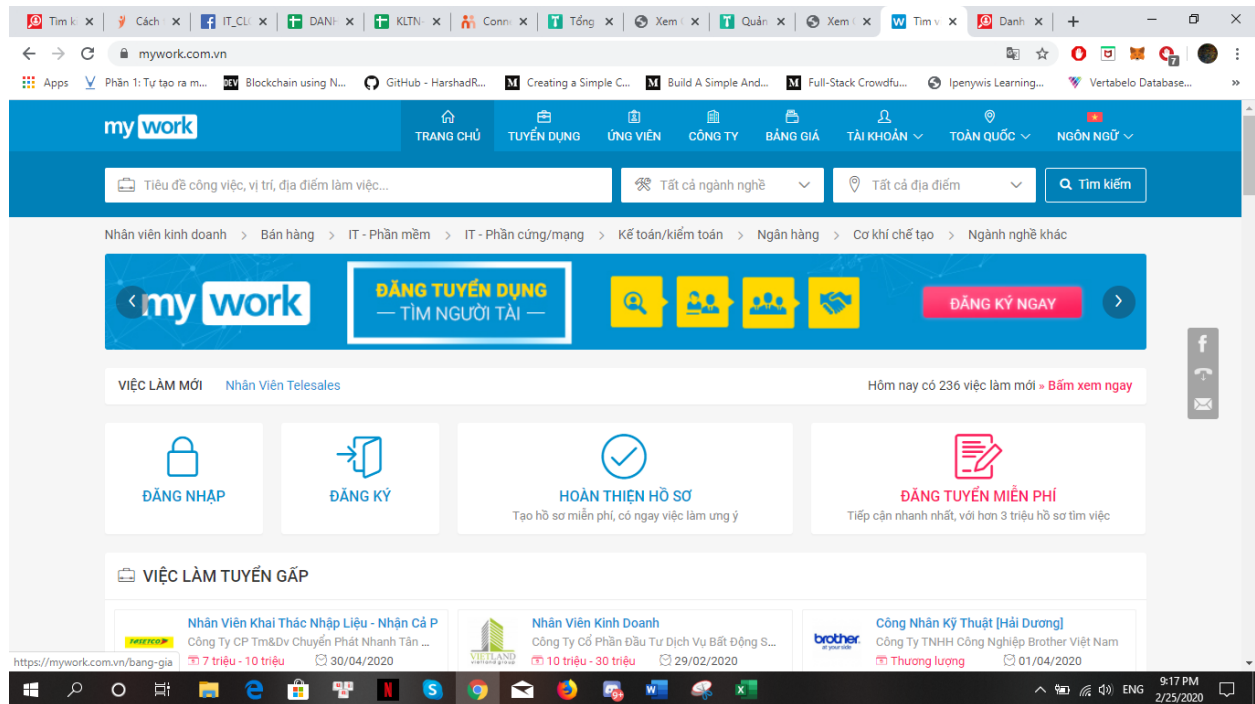 Tìm k
Cách
IT_CLC
DANH
KLTN-
Conne
Tổng
Xem
Quản
Xem
Tìm v
Danh
mywork.com.vn
Apps
Phần 1: Tự tạo ra m...
Blockchain using N...
GitHub - HarshadR...
Creating a Simple C...
Build A Simple And...
Full-Stack Crowdfu...
Ipenywis Learning...
Vertabelo Database...
my work
TRANG CHỦ
TUYỂN DỤNG
ỨNG VIÊN
CÔNG TY
BẢNG GIÁ
TÀI KHOẢN
TOÀN QUỐC
NGÔN NGỮ
Tiêu đề công việc, vị trí, địa điểm làm việc...
Tất cả ngành nghề
Tất cả địa điểm
Tìm kiếm
Nhân viên kinh doanh > Bán hàng > IT - Phần mềm > IT - Phần cứng/mạng > Kế toán/kiểm toán > Ngân hàng > Cơ khí chế tạo > Ngành nghề khác
my work
ĐĂNG TUYỂN DỤNG
— TÌM NGƯỜI TÀI —
ĐĂNG KÝ NGAY
VIỆC LÀM MỚI
Nhân Viên Telesales
Hôm nay có 236 việc làm mới » Bấm xem ngay
ĐĂNG NHẬP
ĐĂNG KÝ
HOÀN THIỆN HỒ SƠ
Tạo hồ sơ miễn phí, có ngay việc làm ưng ý
ĐĂNG TUYỂN MIỄN PHÍ
Tiếp cận nhanh nhất, với hơn 3 triệu hồ sơ tìm việc
VIỆC LÀM TUYỂN GẤP
Nhân Viên Khai Thác Nhập Liệu - Nhận Cả P
Công Ty CP Tm&Dv Chuyển Phát Nhanh Tân ...
7 triệu - 10 triệu
30/04/2020
VIETLAND
Nhân Viên Kinh Doanh
Công Ty Cổ Phần Đầu Tư Dịch Vụ Bất Động S...
10 triệu - 30 triệu
29/02/2020
brother
at your side
Công Nhân Kỹ Thuật [Hải Dương]
Công Ty TNHH Công Nghiệp Brother Việt Nam
Thương lượng
01/04/2020
https://mywork.com.vn/bang-gia
ENG
9:17 PM
2/25/2020